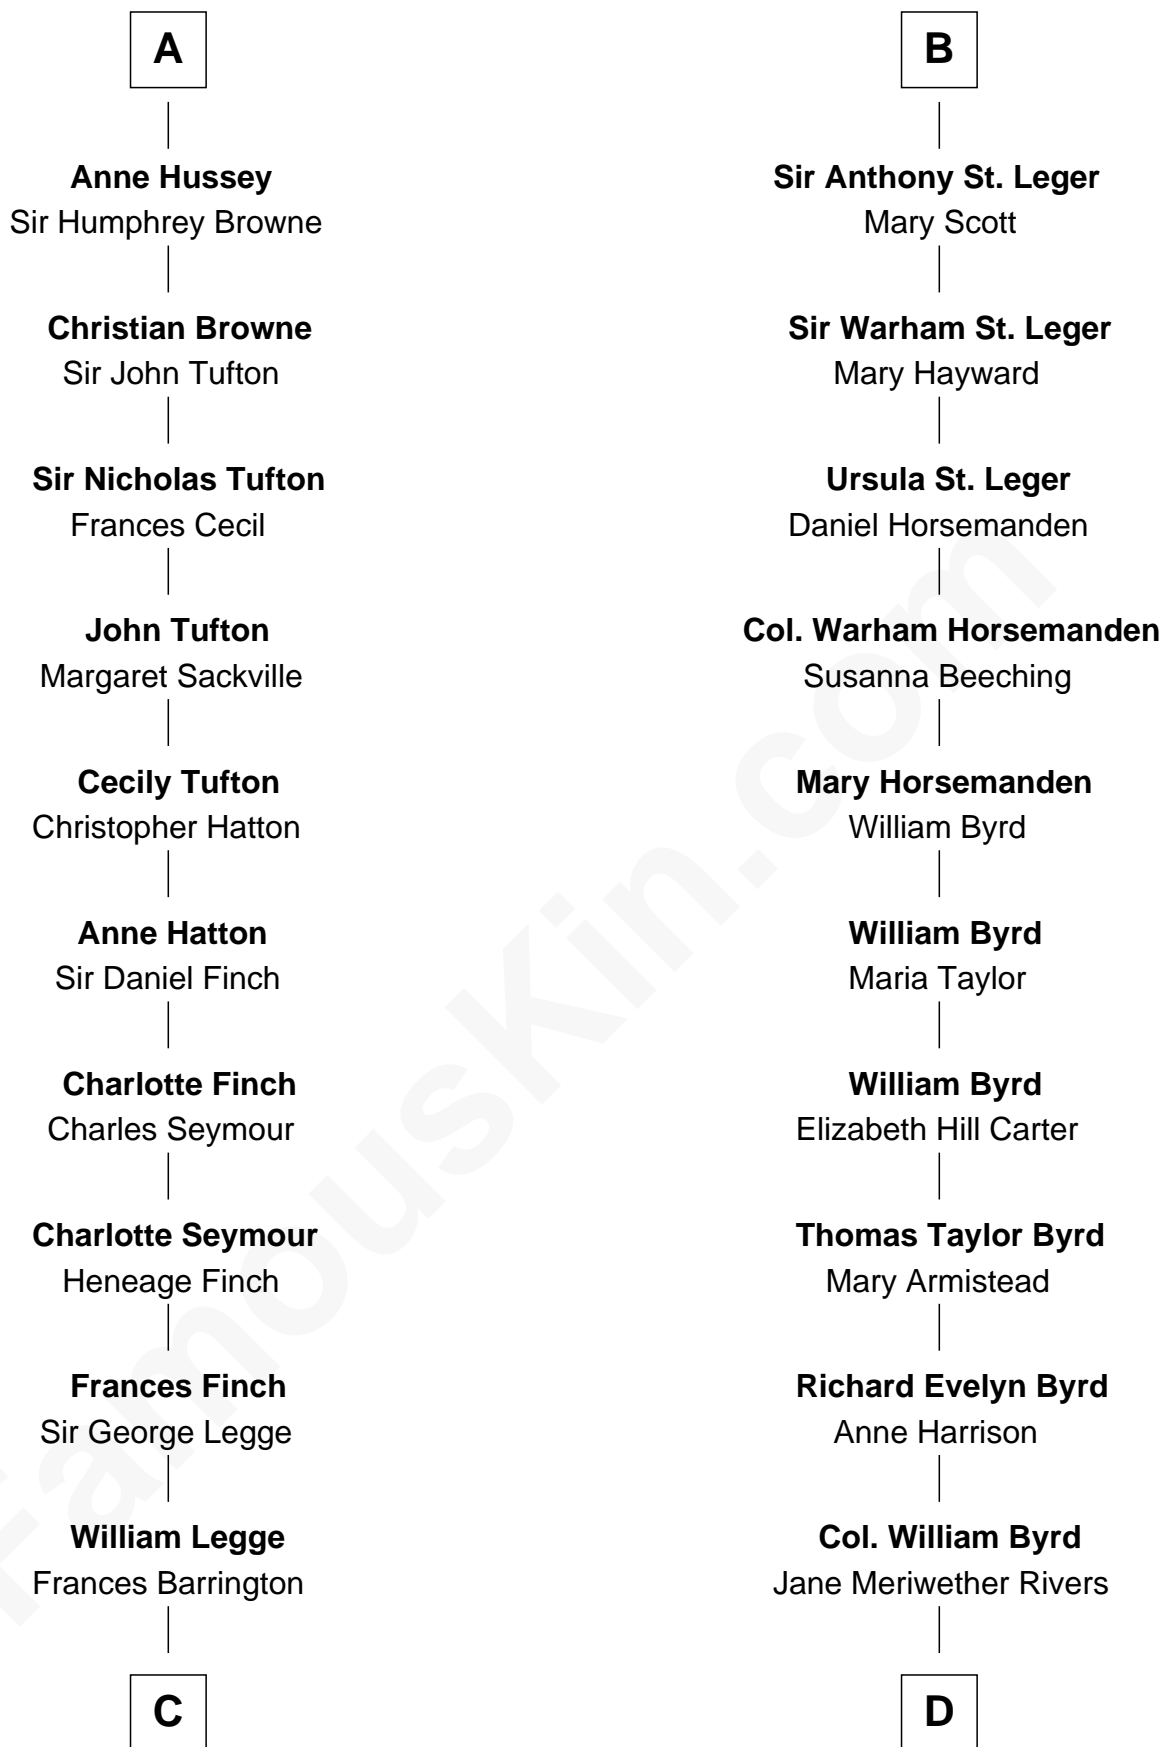 A
Anne Hussey
Sir Humphrey Browne
Christian Browne
Sir John Tufton
Sir Nicholas Tufton
Frances Cecil
John Tufton
Margaret Sackville
Cecily Tufton
Christopher Hatton
Anne Hatton
Sir Daniel Finch
Charlotte Finch
Charles Seymour
Charlotte Seymour
Heneage Finch
Frances Finch
Sir George Legge
William Legge
Frances Barrington
C
B
Sir Anthony St. Leger
Mary Scott
Sir Warham St. Leger
Mary Hayward
Ursula St. Leger
Daniel Horsemanden
Col. Warham Horsemanden
Susanna Beeching
Mary Horsemanden
William Byrd
William Byrd
Maria Taylor
William Byrd
Elizabeth Hill Carter
Thomas Taylor Byrd
Mary Armistead
Richard Evelyn Byrd
Anne Harrison
Col. William Byrd
Jane Meriwether Rivers
D
FamousKin.com